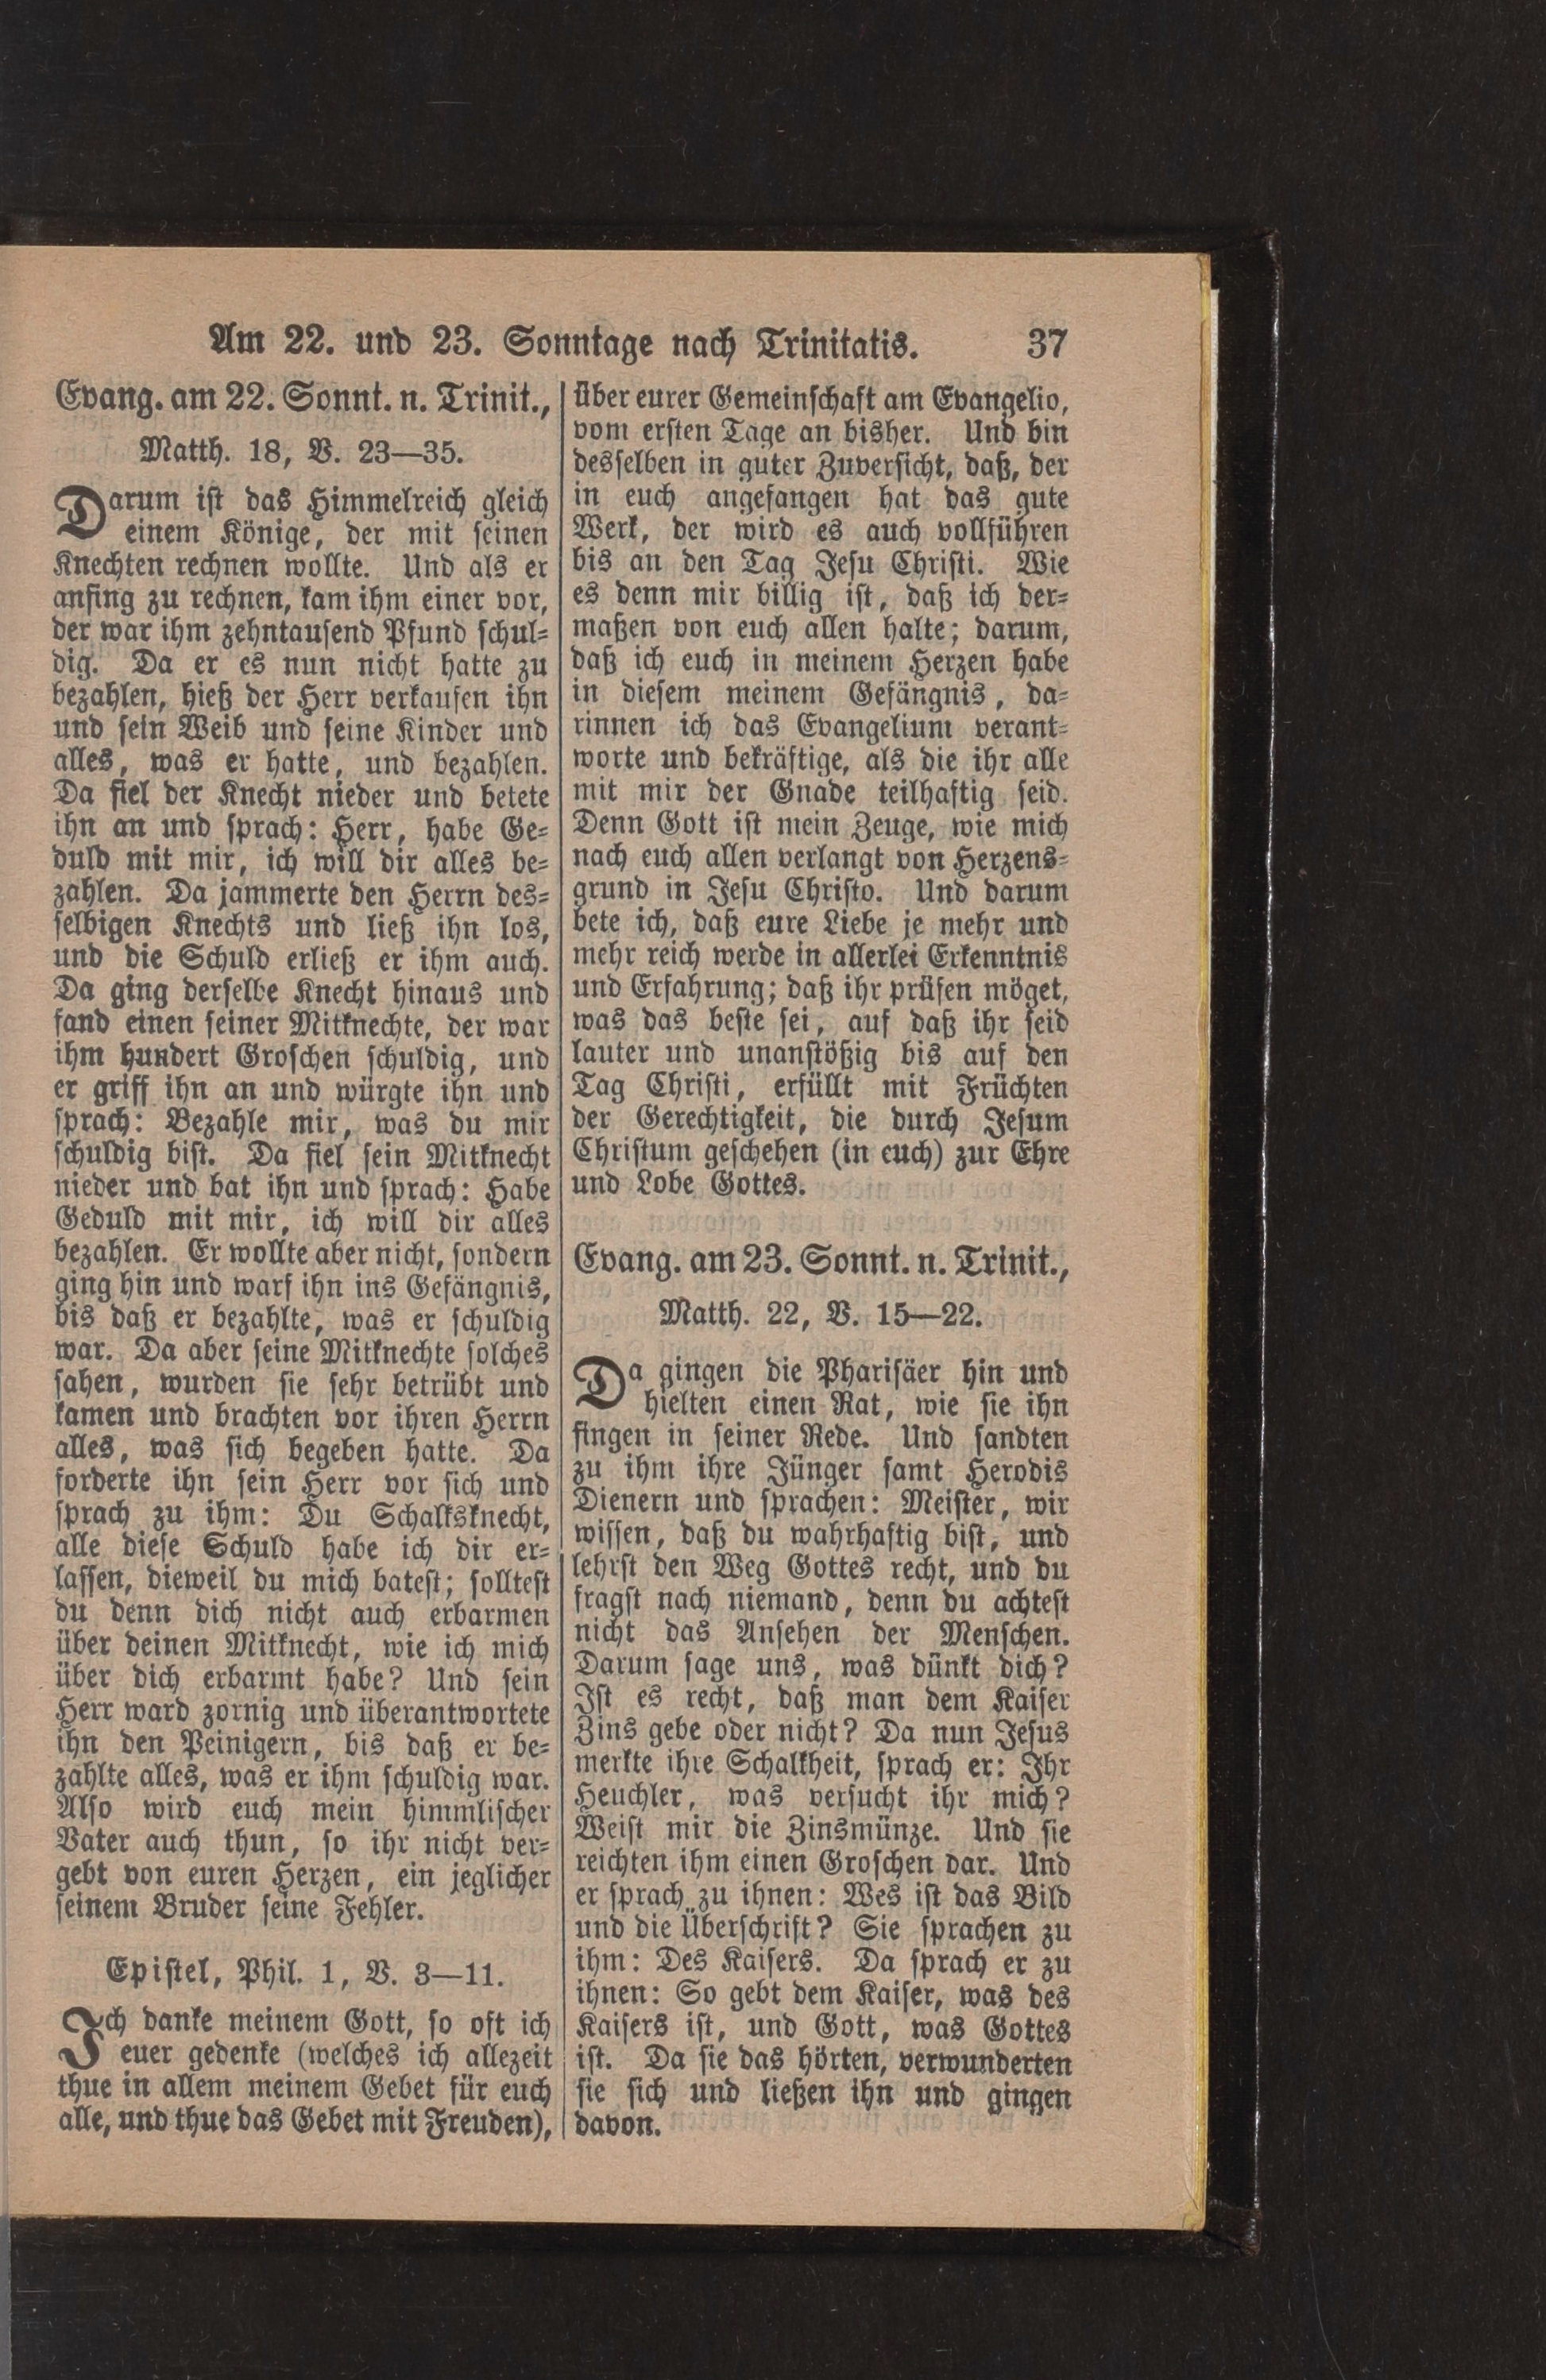 Am 22. und 23. Sonntage nach Trinitatis. 37
Evang. am 22. Sonnt. n. Trinit.,
Matth. 18, V. 23—35.
Darum ist das Himmelreich gleich
einem Könige, der mit seinen
Knechten rechnen wollte. Und als er
anfing zu rechnen, kam ihm einer vor,
der war ihm zehntausend Pfund schul-
dig. Da er es nun nicht hatte zu
bezahlen, hieß der Herr verkaufen ihn
und sein Weib und seine Kinder und
alles, was er hatte, und bezahlen.
Da fiel der Knecht nieder und betete
ihn an und sprach: Herr, habe Ge-
duld mit mir, ich will dir alles be-
zahlen. Da jammerte den Herrn des-
selbigen Knechts und ließ ihn los,
und die Schuld erließ er ihm auch.
Da ging derselbe Knecht hinaus und
fand einen seiner Mitknechte, der war
ihm hundert Groschen schuldig, und
er griff ihn an und würgte ihn und
sprach: Bezahle mir, was du mir
schuldig bist. Da fiel sein Mitknecht
nieder und bat ihn und sprach: Habe
Geduld mit mir, ich will dir alles
bezahlen. Er wollte aber nicht, sondern
ging hin und warf ihn ins Gefängnis,
bis daß er bezahlte, was er schuldig
war. Da aber seine Mitknechte solches
sahen, wurden sie sehr betrübt und
kamen und brachten vor ihren Herrn
alles, was sich begeben hatte. Da
forderte ihn sein Herr vor sich und
sprach zu ihm: Du Schalksknecht,
alle diese Schuld habe ich dir er-
lassen, dieweil du mich batest; solltest
du denn dich nicht auch erbarmen
über deinen Mitknecht, wie ich mich
über dich erbarmt habe? Und sein
Herr ward zornig und überantwortete
ihn den Peinigern, bis daß er be-
zahlte alles, was er ihm schuldig war.
Also wird euch mein himmlischer
Vater auch thun, so ihr nicht ver-
gebt von euren Herzen, ein jeglicher
seinem Bruder seine Fehler.
Epistel, Phil. 1, V. 3—11.
Ich danke meinem Gott, so oft ich
euer gedenke (welches ich allezeit
thue in allem meinem Gebet für euch
alle, und thue das Gebet mit Freuden),
über eurer Gemeinschaft am Evangelio,
vom ersten Tage an bisher. Und bin
desselben in guter Zuversicht, daß, der
in euch angefangen hat das gute
Werk, der wird es auch vollführen
bis an den Tag Jesu Christi. Wie
es denn mir billig ist, daß ich der-
maßen von euch allen halte; darum,
daß ich euch in meinem Herzen habe
in diesem meinem Gefängnis, da-
rinnen ich das Evangelium verant-
worte und bekräftige, als die ihr alle
mit mir der Gnade teilhaftig seid.
Denn Gott ist mein Zeuge, wie mich
nach euch allen verlangt von Herzens-
grund in Jesu Christo. Und darum
bete ich, daß eure Liebe je mehr und
mehr reich werde in allerlei Erkenntnis
und Erfahrung; daß ihr prüfen möget,
was das beste sei, auf daß ihr seid
lauter und unanstößig bis auf den
Tag Christi, erfüllt mit Früchten
der Gerechtigkeit, die durch Jesum
Christum geschehen (in euch) zur Ehre
und Lobe Gottes.
Evang. am 23. Sonnt. n. Trinit.,
Matth. 22, V. 15—22.
Da gingen die Pharisäer hin und
hielten einen Rat, wie sie ihn
fingen in seiner Rede. Und sandten
zu ihm ihre Jünger samt Herodis
Dienern und sprachen: Meister, wir
wissen, daß du wahrhaftig bist, und
lehrst den Weg Gottes recht, und du
fragst nach niemand, denn du achtest
nicht das Ansehen der Menschen.
Darum sage uns, was dünkt dich?
Ist es recht, daß man dem Kaiser
Zins gebe oder nicht? Da nun Jesus
merkte ihre Schalkheit, sprach er: Ihr
Heuchler, was versucht ihr mich?
Weist mir die Zinsmünze. Und sie
reichten ihm einen Groschen dar. Und
er sprach zu ihnen: Wes ist das Bild
und die Überschrift? Sie sprachen zu
ihm: Des Kaisers. Da sprach er zu
ihnen: So gebt dem Kaiser, was des
Kaisers ist, und Gott, was Gottes
ist. Da sie das hörten, verwunderten
sie sich und ließen ihn und gingen
davon.